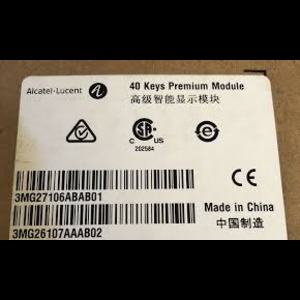 Alcatel·Lucent
40 Keys Premium Module
高级智能显示模块
C US
202584
3MG27106ABAB01
Made in China
中国制造
3MG26107AAAB02